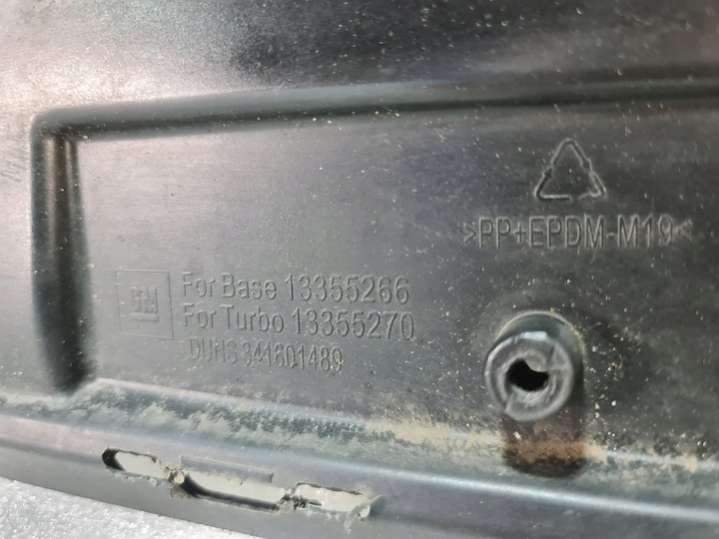 >PP+EPDM-M19<
GM
For Base 13355266
For Turbo 13355270
DUNS 341601489